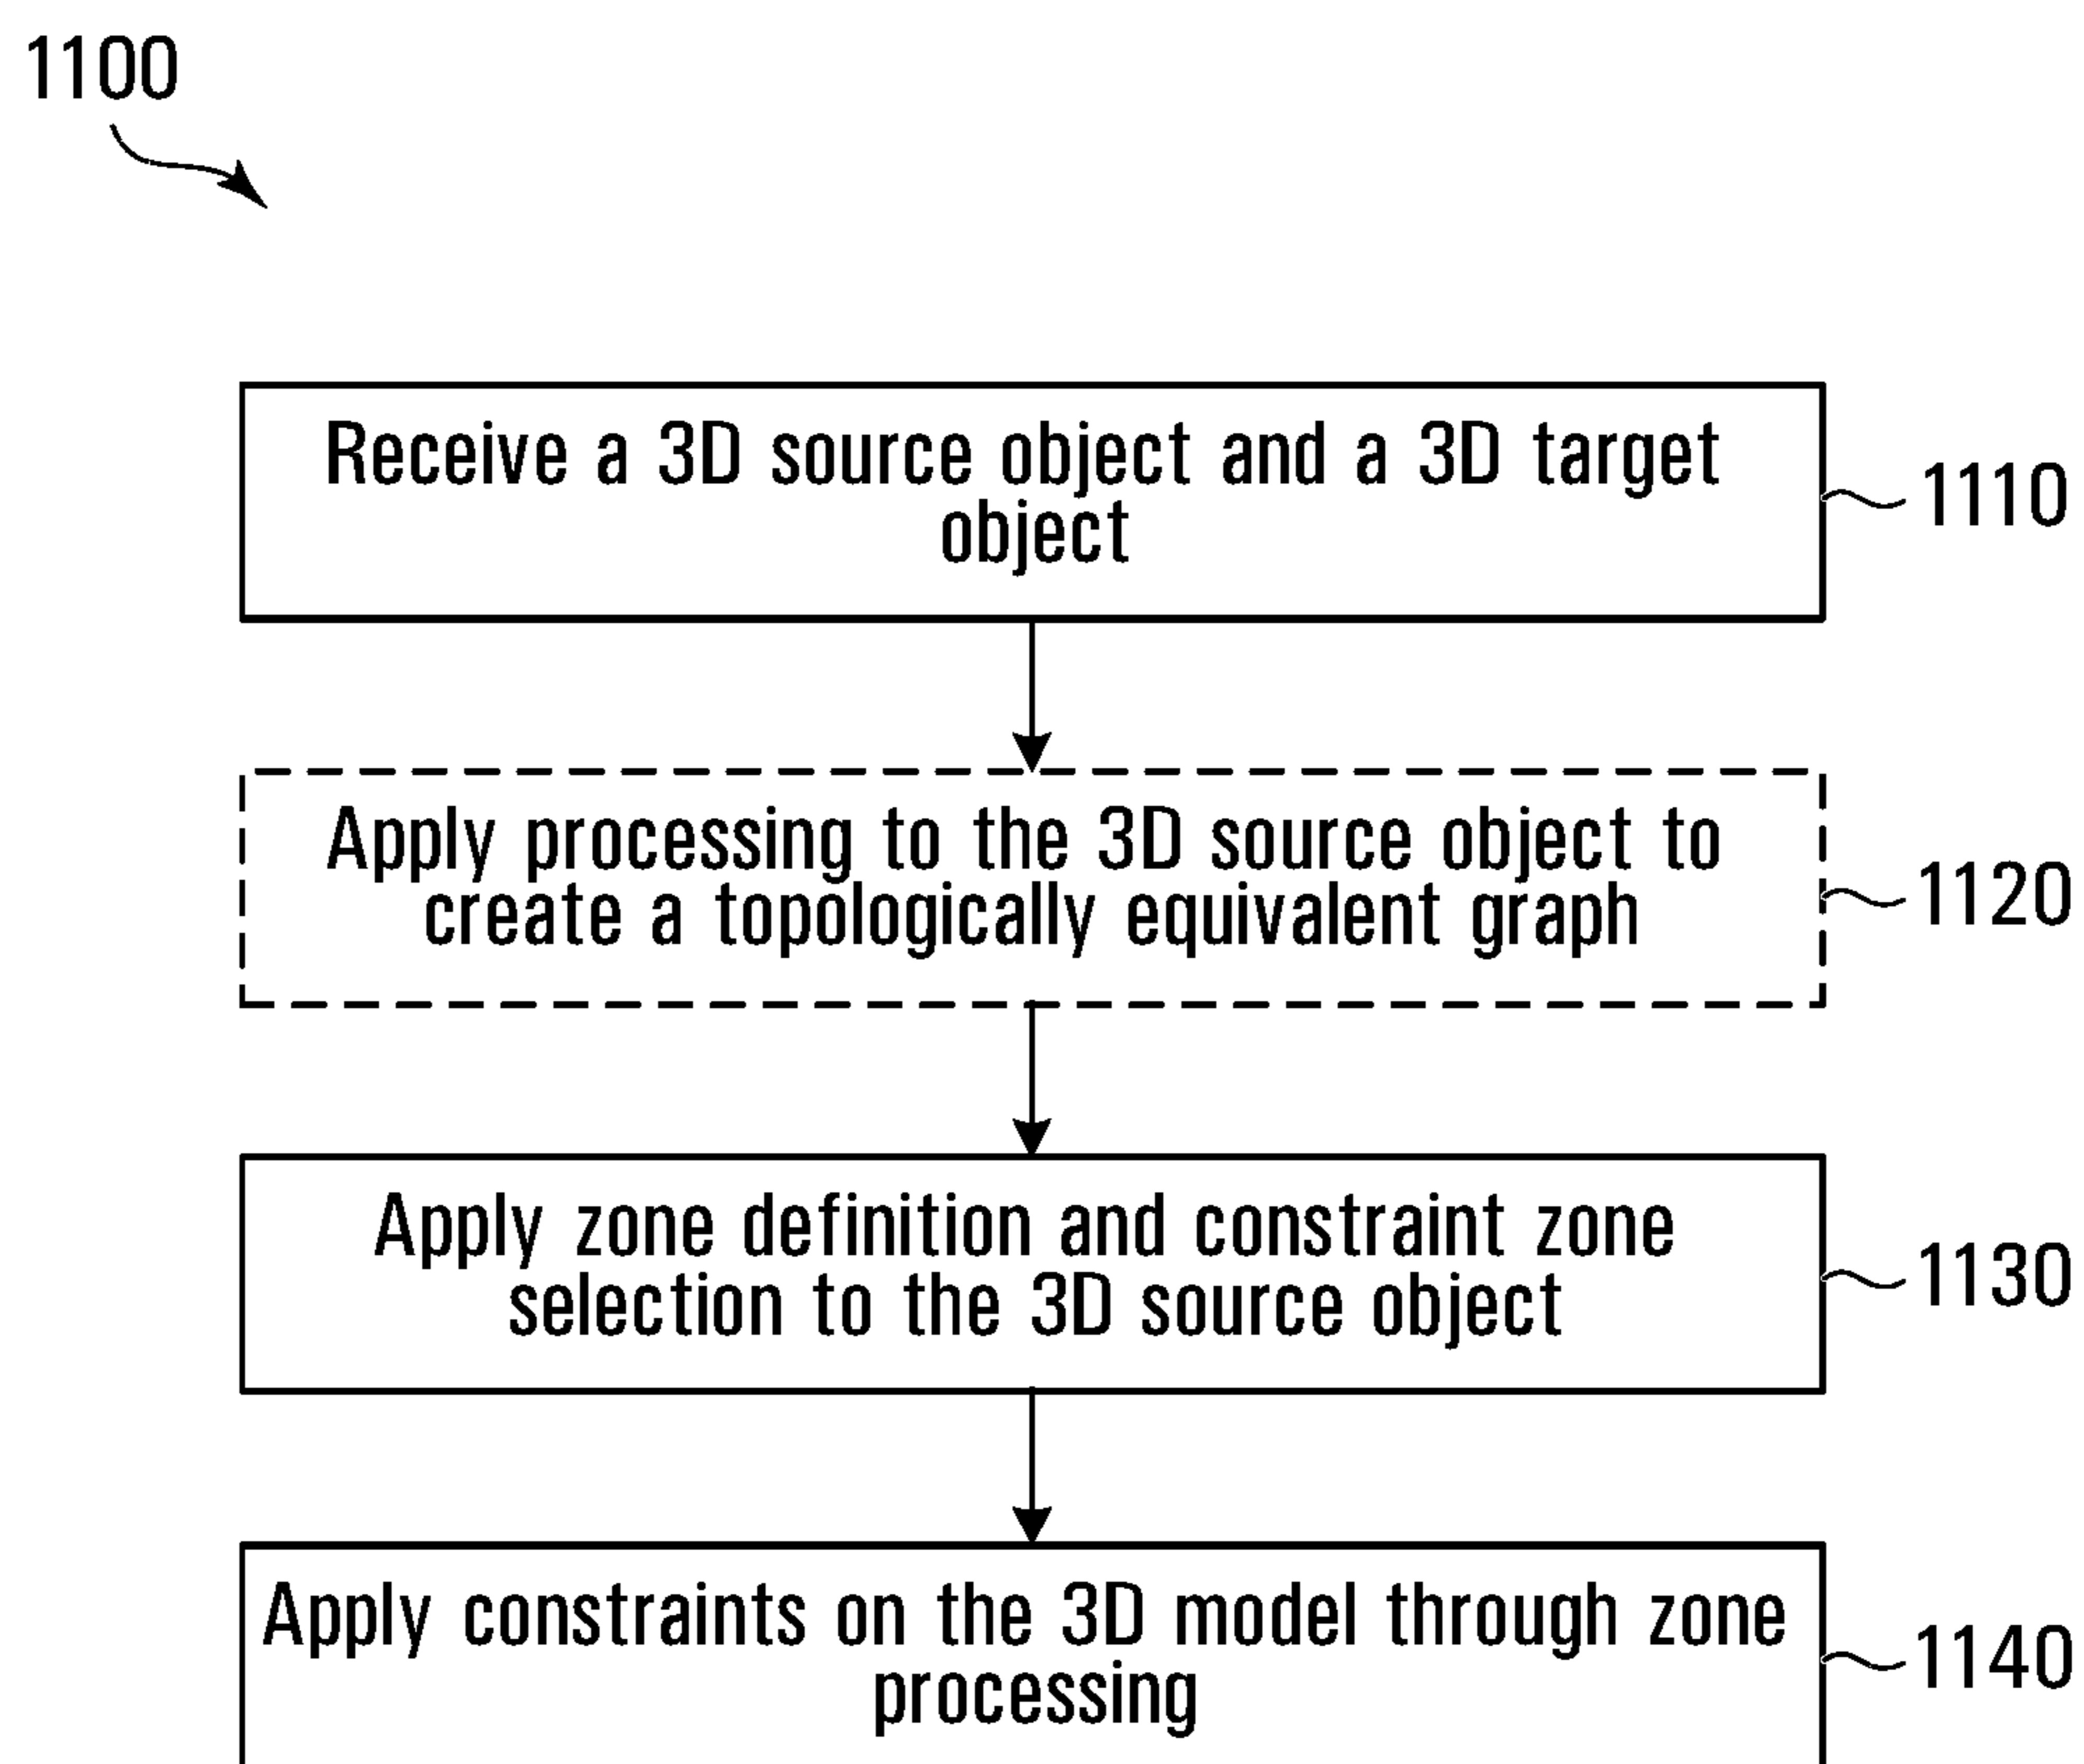 1100
Receive a 3D source object and a 3D target
object
1110
Apply processing to the 3D source object to
create a topologically equivalent graph
1120
Apply zone definition and constraint zone
selection to the 3D source object
1130
Apply constraints on the 3D model through zone
processing
1140